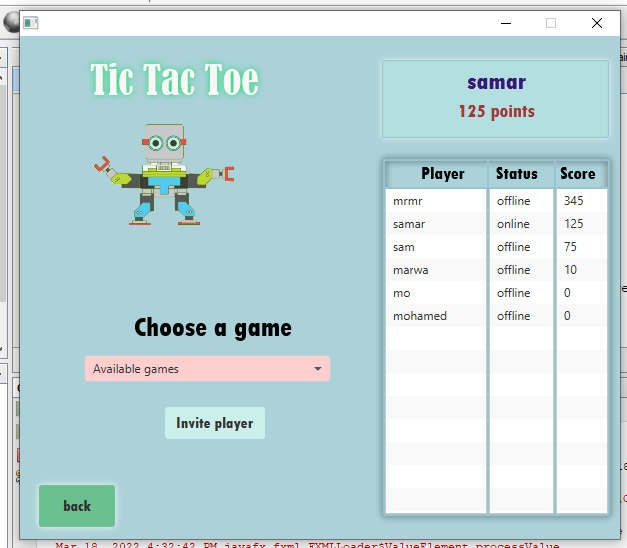 Tic Tac Toe
samar
125 points
Player Status Score
mrmr offline 345
samar online 125
sam offline 75
marwa offline 10
mo offline 0
mohamed offline 0
Choose a game
Available games
Invite player
back
Mar 18, 2022 4:32:42 PM javafx.fxml.FXMLLoader$ValueElement processValue